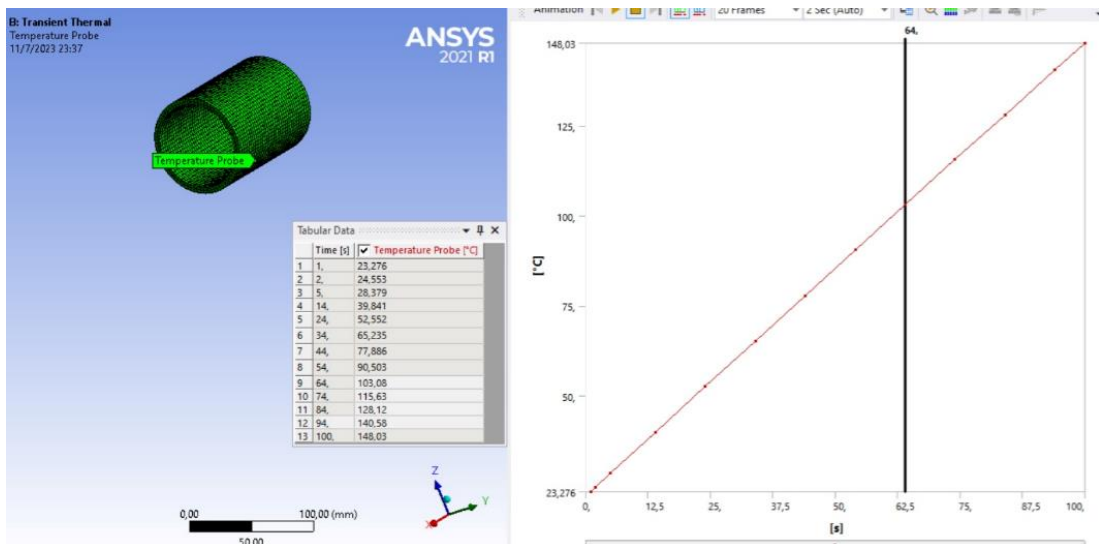 B: Transient Thermal
Temperature Probe
11/7/2023 23:37
ANSYS
2021 R1
Temperature Probe
Tabular Data
Time [s] Temperature Probe [°C]
1 1, 23,276
2 2, 24,553
3 5, 28,379
4 14, 39,841
5 24, 52,552
6 34, 65,235
7 44, 77,886
8 54, 90,503
9 64, 103,08
10 74, 115,63
11 84, 128,12
12 94, 140,58
13 100, 148,03
Z
Y
X
0,00 100,00 (mm)
50,00
Animation 20 Frames 2 Sec (Auto)
64,
148,03
125,
100,
[°C]
75,
50,
23,276
0, 12,5 25, 37,5 50, 62,5 75, 87,5 100,
[s]